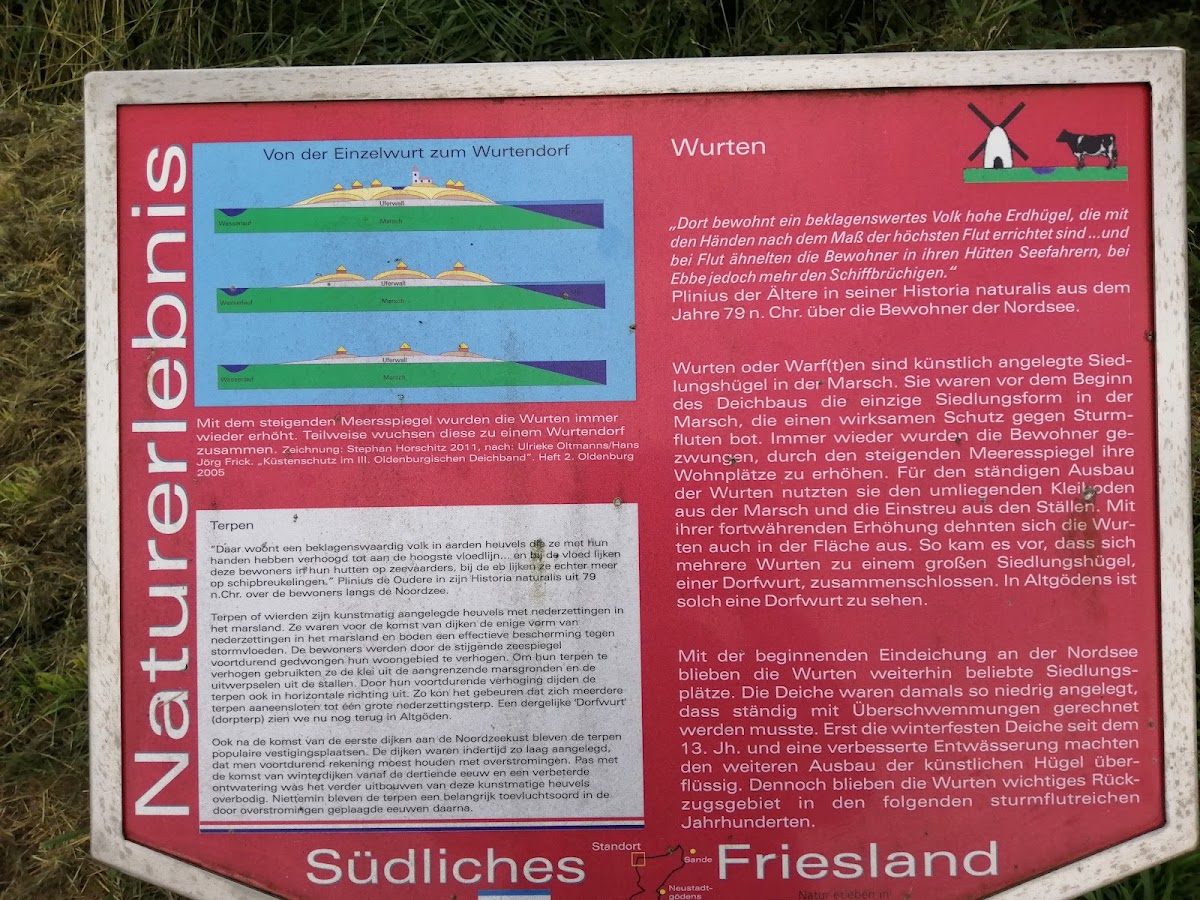 Naturerlebnis
Von der Einzelwurt zum Wurtendorf
Uferwall
Wasserlauf
Marsch
Uferwall
Wasserlauf
Marsch
Uferwall
Wasserlauf
Marsch
Mit dem steigenden Meersspiegel wurden die Wurten immer
wieder erhöht. Teilweise wuchsen diese zu einem Wurtendorf
zusammen. Zeichnung: Stephan Horschitz 2011, nach: Ulrieke Oltmanns/Hans
Jörg Frick. „Küstenschutz im III. Oldenburgischen Deichband“. Heft 2. Oldenburg
2005
Terpen
"Daar woont een beklagenswaardig volk in aarden heuvels die ze met hun
handen hebben verhoogd tot aan de hoogste vloedlijn... en bij de vloed lijken
deze bewoners in hun hutten op zeevaarders, bij de eb lijken ze echter meer
op schipbreukelingen." Plinius de Oudere in zijn Historia naturalis uit 79
n.Chr. over de bewoners langs de Noordzee.
Terpen of wierden zijn kunstmatig aangelegde heuvels met nederzettingen in
het marsland. Ze waren voor de komst van dijken de enige vorm van
nederzettingen in het marsland en boden een effectieve bescherming tegen
stormvloeden. De bewoners werden door de stijgende zeespiegel
voortdurend gedwongen hun woongebied te verhogen. Om hun terpen te
verhogen gebruikten ze de klei uit de aangrenzende marsgronden en de
uitwerpselen uit de stallen. Door hun voortdurende verhoging dijden de
terpen ook in horizontale richting uit. Zo kon het gebeuren dat zich meerdere
terpen aaneensloten tot één grote nederzettingsterp. Een dergelijke 'Dorfwurt'
(dorpterp) zien we nu nog terug in Altgöden.
Ook na de komst van de eerste dijken aan de Noordzeekust bleven de terpen
populaire vestigingsplaatsen. De dijken waren indertijd zo laag aangelegd,
dat men voortdurend rekening moest houden met overstromingen. Pas met
de komst van winterdijken vanaf de dertiende eeuw en een verbeterde
ontwatering was het verder uitbouwen van deze kunstmatige heuvels
overbodig. Niettemin bleven de terpen een belangrijk toevluchtsoord in de
door overstromingen geplaagde eeuwen daarna.
Wurten
„Dort bewohnt ein beklagenswertes Volk hohe Erdhügel, die mit
den Händen nach dem Maß der höchsten Flut errichtet sind ...und
bei Flut ähnelten die Bewohner in ihren Hütten Seefahrern, bei
Ebbe jedoch mehr den Schiffbrüchigen.“
Plinius der Ältere in seiner Historia naturalis aus dem
Jahre 79 n. Chr. über die Bewohner der Nordsee.
Wurten oder Warf(t)en sind künstlich angelegte Sied-
lungshügel in der Marsch. Sie waren vor dem Beginn
des Deichbaus die einzige Siedlungsform in der
Marsch, die einen wirksamen Schutz gegen Sturm-
fluten bot. Immer wieder wurden die Bewohner ge-
zwungen, durch den steigenden Meeresspiegel ihre
Wohnplätze zu erhöhen. Für den ständigen Ausbau
der Wurten nutzten sie den umliegenden Kleiboden
aus der Marsch und die Einstreu aus den Ställen. Mit
ihrer fortwährenden Erhöhung dehnten sich die Wur-
ten auch in der Fläche aus. So kam es vor, dass sich
mehrere Wurten zu einem großen Siedlungshügel,
einer Dorfwurt, zusammenschlossen. In Altgödens ist
solch eine Dorfwurt zu sehen.
Mit der beginnenden Eindeichung an der Nordsee
blieben die Wurten weiterhin beliebte Siedlungs-
plätze. Die Deiche waren damals so niedrig angelegt,
dass ständig mit Überschwemmungen gerechnet
werden musste. Erst die winterfesten Deiche seit dem
13. Jh. und eine verbesserte Entwässerung machten
den weiteren Ausbau der künstlichen Hügel über-
flüssig. Dennoch blieben die Wurten wichtiges Rück-
zugsgebiet in den folgenden sturmflutreichen
Jahrhunderten.
Südliches Friesland
Standort
Sande
Neustadt-
gödens
Natur erleben in